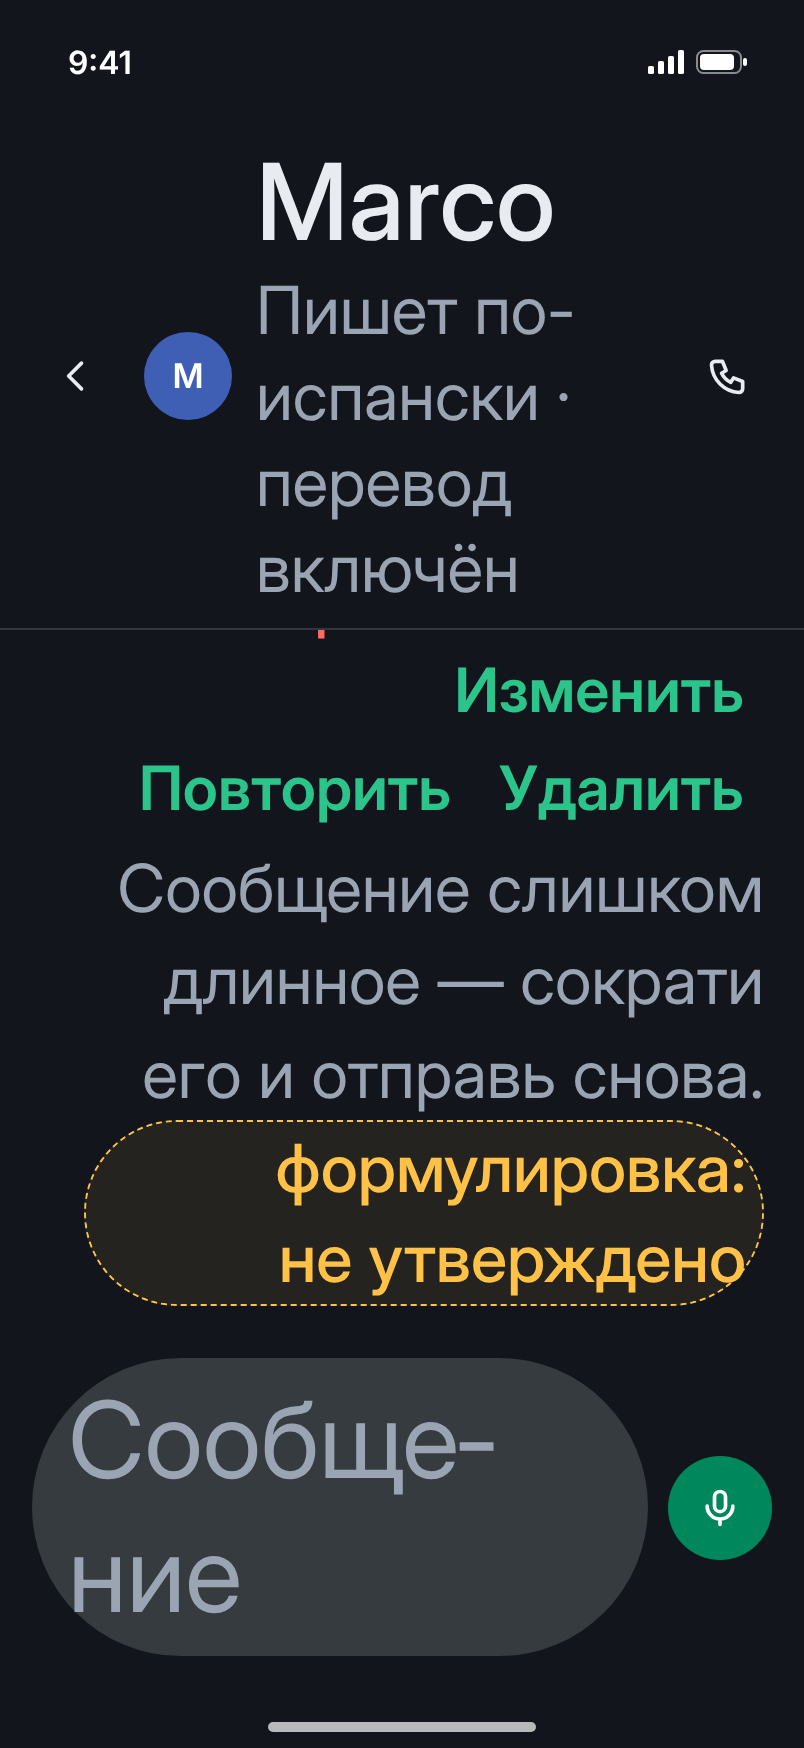 9:41
Marco
Пишет по-
испански ·
перевод
включён
M
Изменить
Повторить Удалить
Сообщение слишком
длинное — сократи
его и отправь снова.
формулировка:
не утверждено
Сообще-
ние